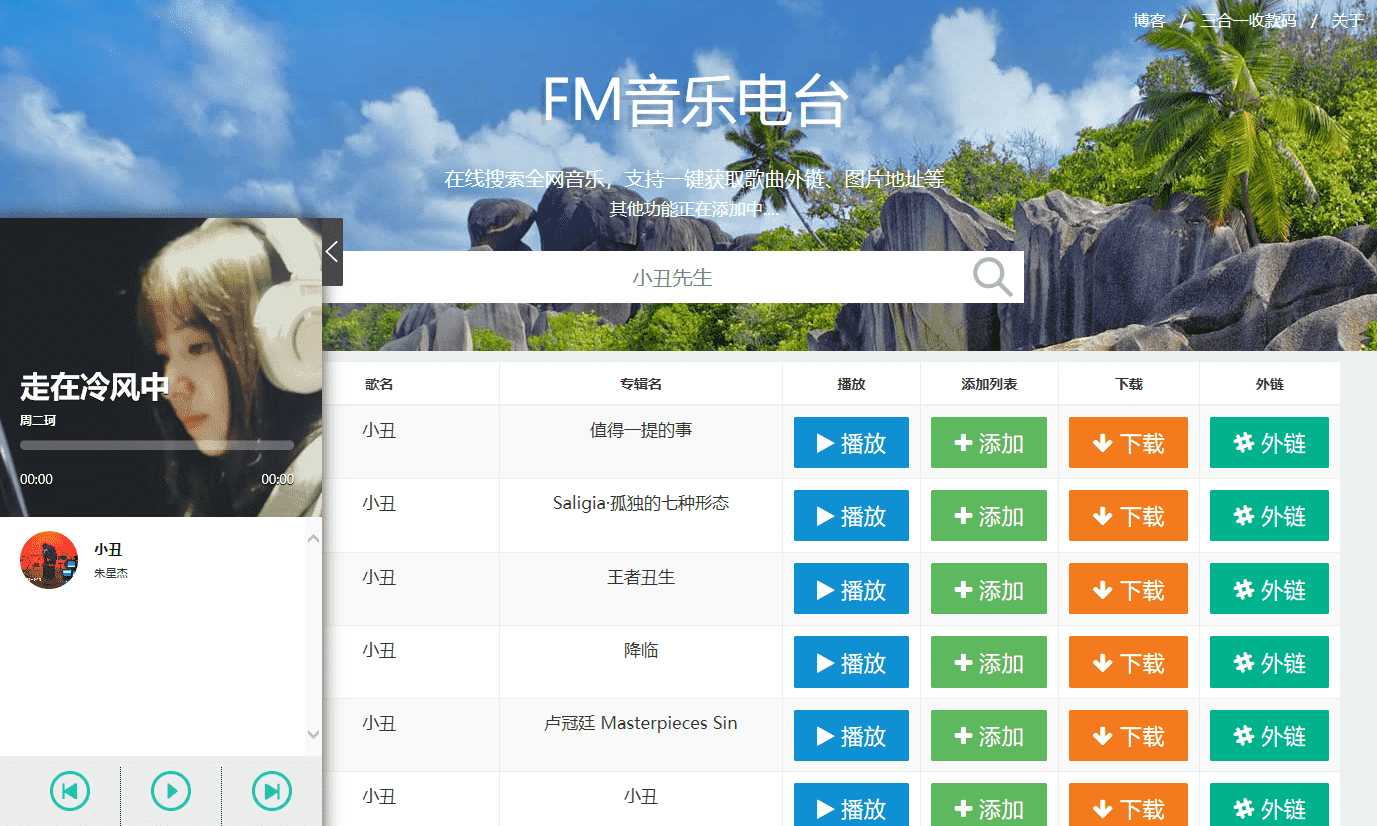 博客 / 三合一收款码 / 关于
FM音乐电台
在线搜索全网音乐，支持一键获取歌曲外链、图片地址等
其他功能正在添加中....
小丑先生
走在冷风中
周二珂
00:00 00:00
小丑
朱星杰
歌名 专辑名 播放 添加列表 下载 外链
小丑 值得一提的事 播放 添加 下载 外链
小丑 Saligia·孤独的七种形态 播放 添加 下载 外链
小丑 王者丑生 播放 添加 下载 外链
小丑 降临 播放 添加 下载 外链
小丑 卢冠廷 Masterpieces Sin 播放 添加 下载 外链
小丑 小丑 播放 添加 下载 外链